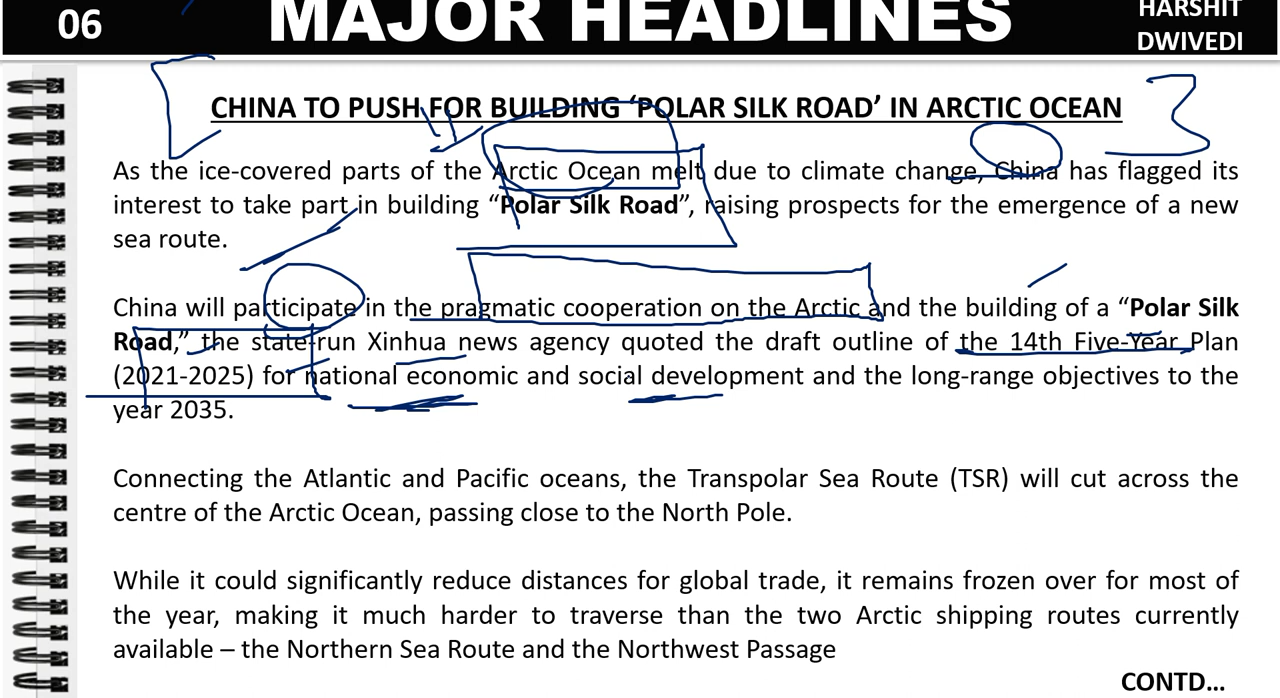 06
MAJOR HEADLINES
HARSHIT
DWIVEDI
CHINA TO PUSH FOR BUILDING ‘POLAR SILK ROAD’ IN ARCTIC OCEAN
As the ice-covered parts of the Arctic Ocean melt due to climate change, China has flagged its
interest to take part in building “Polar Silk Road”, raising prospects for the emergence of a new
sea route.
China will participate in the pragmatic cooperation on the Arctic and the building of a “Polar Silk
Road,” the state-run Xinhua news agency quoted the draft outline of the 14th Five-Year Plan
(2021-2025) for national economic and social development and the long-range objectives to the
year 2035.
Connecting the Atlantic and Pacific oceans, the Transpolar Sea Route (TSR) will cut across the
centre of the Arctic Ocean, passing close to the North Pole.
While it could significantly reduce distances for global trade, it remains frozen over for most of
the year, making it much harder to traverse than the two Arctic shipping routes currently
available – the Northern Sea Route and the Northwest Passage
CONTD...